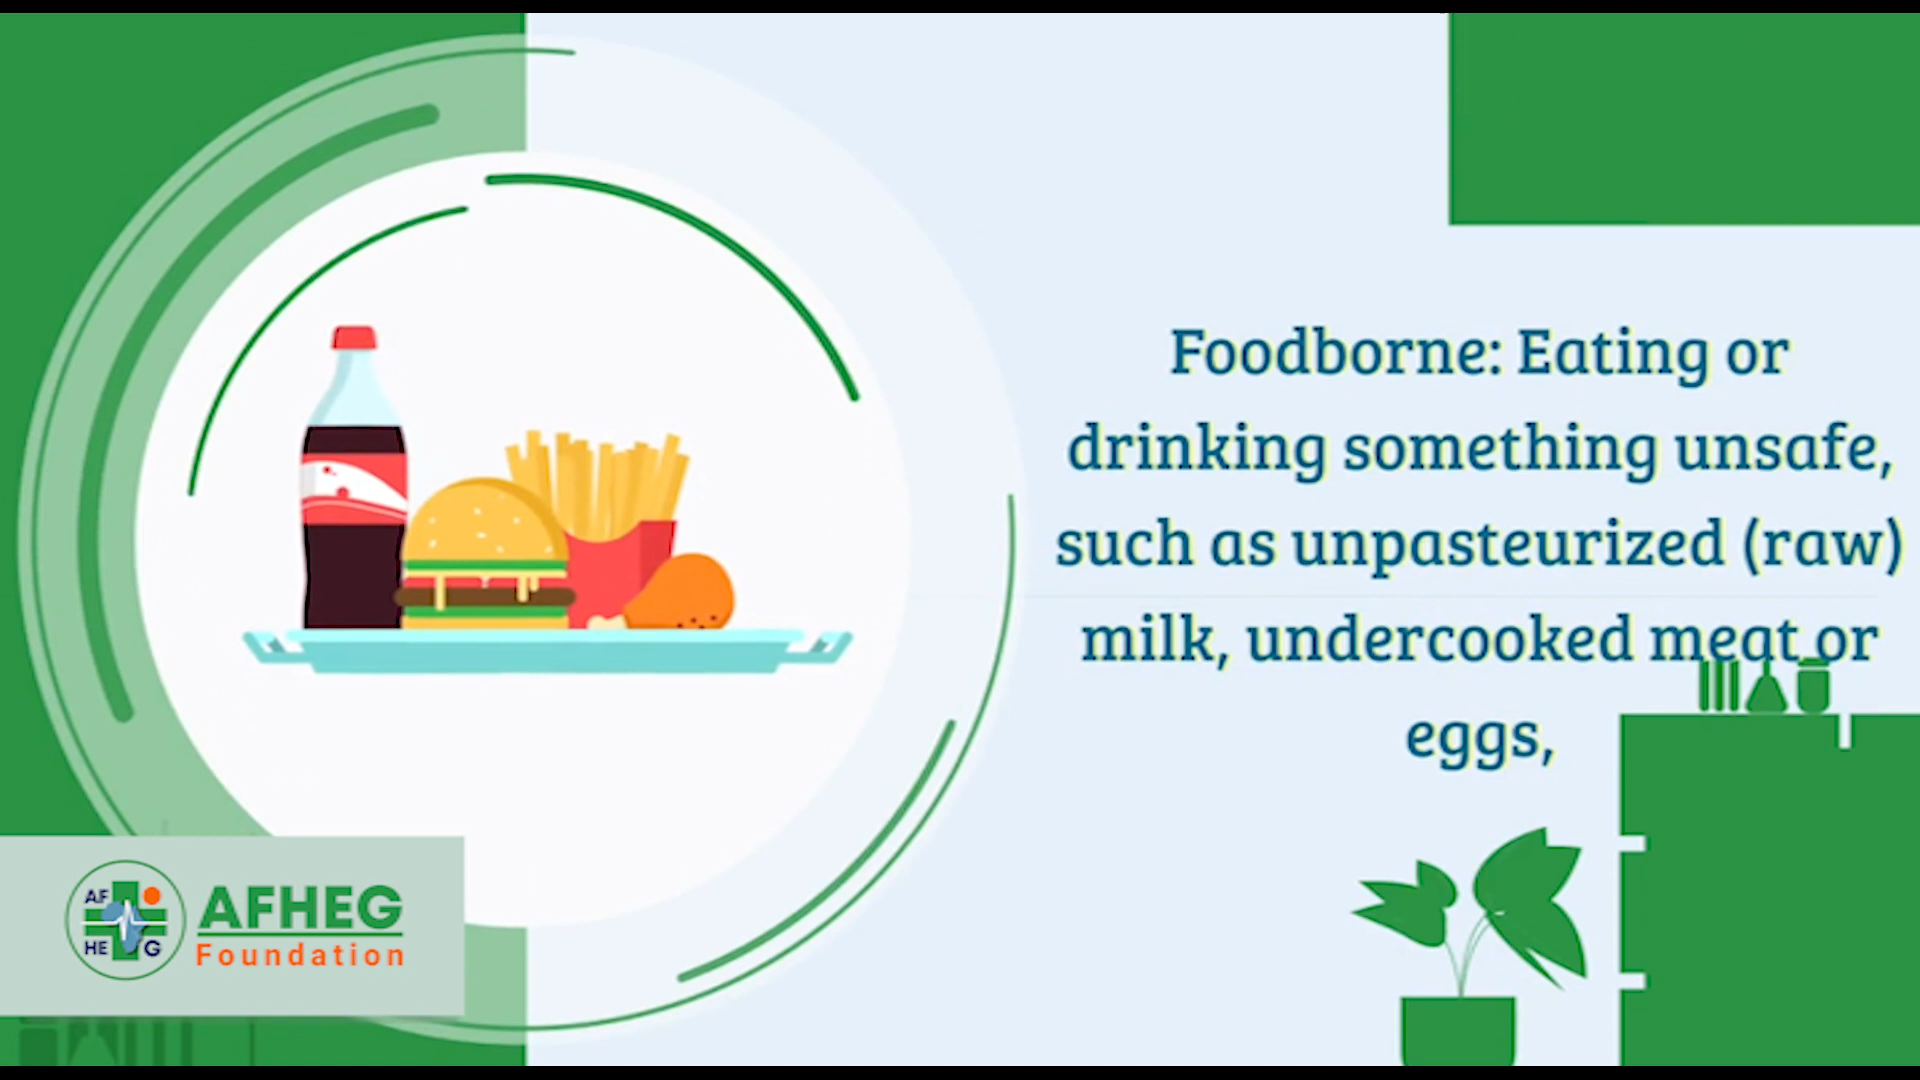 Foodborne: Eating or
drinking something unsafe,
such as unpasteurized (raw)
milk, undercooked meat or
eggs,
AF
HE G
AFHEG
Foundation